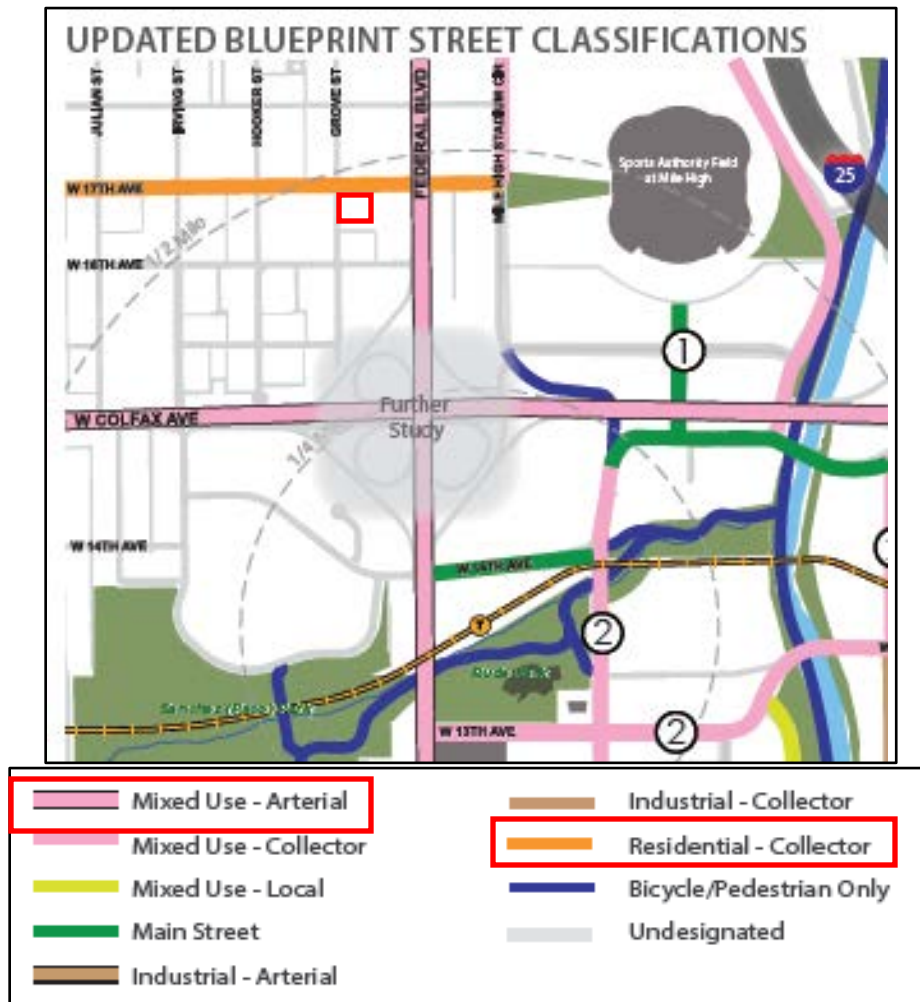 UPDATED BLUEPRINT STREET CLASSIFICATIONS
JULIAN ST
IRVING ST
HOOKER ST
GROVE ST
FEDERAL BLVD
Sports Authority Field
at Mile High
25
W 17TH AVE
1/2 Mile
W 16TH AVE
1
Further
Study
W COLFAX AVE
1/4
W 14TH AVE
W 14TH AVE
T
2
W 13TH AVE
2
Mixed Use - Arterial
Mixed Use - Collector
Mixed Use - Local
Main Street
Industrial - Arterial
Industrial - Collector
Residential - Collector
Bicycle/Pedestrian Only
Undesignated